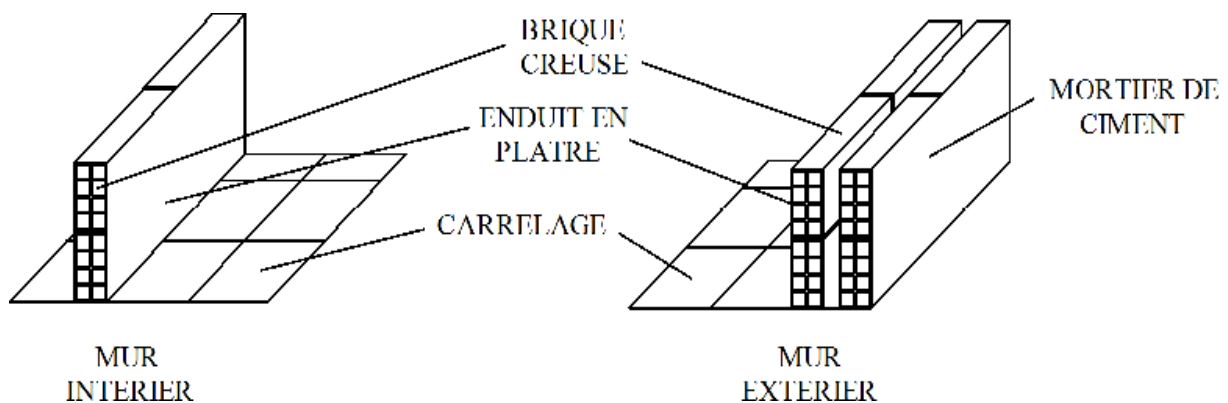 BRIQUE
CREUSE
ENDUIT EN
PLATRE
CARRELAGE
MORTIER DE
CIMENT
MUR
INTERIER
MUR
EXTERIER